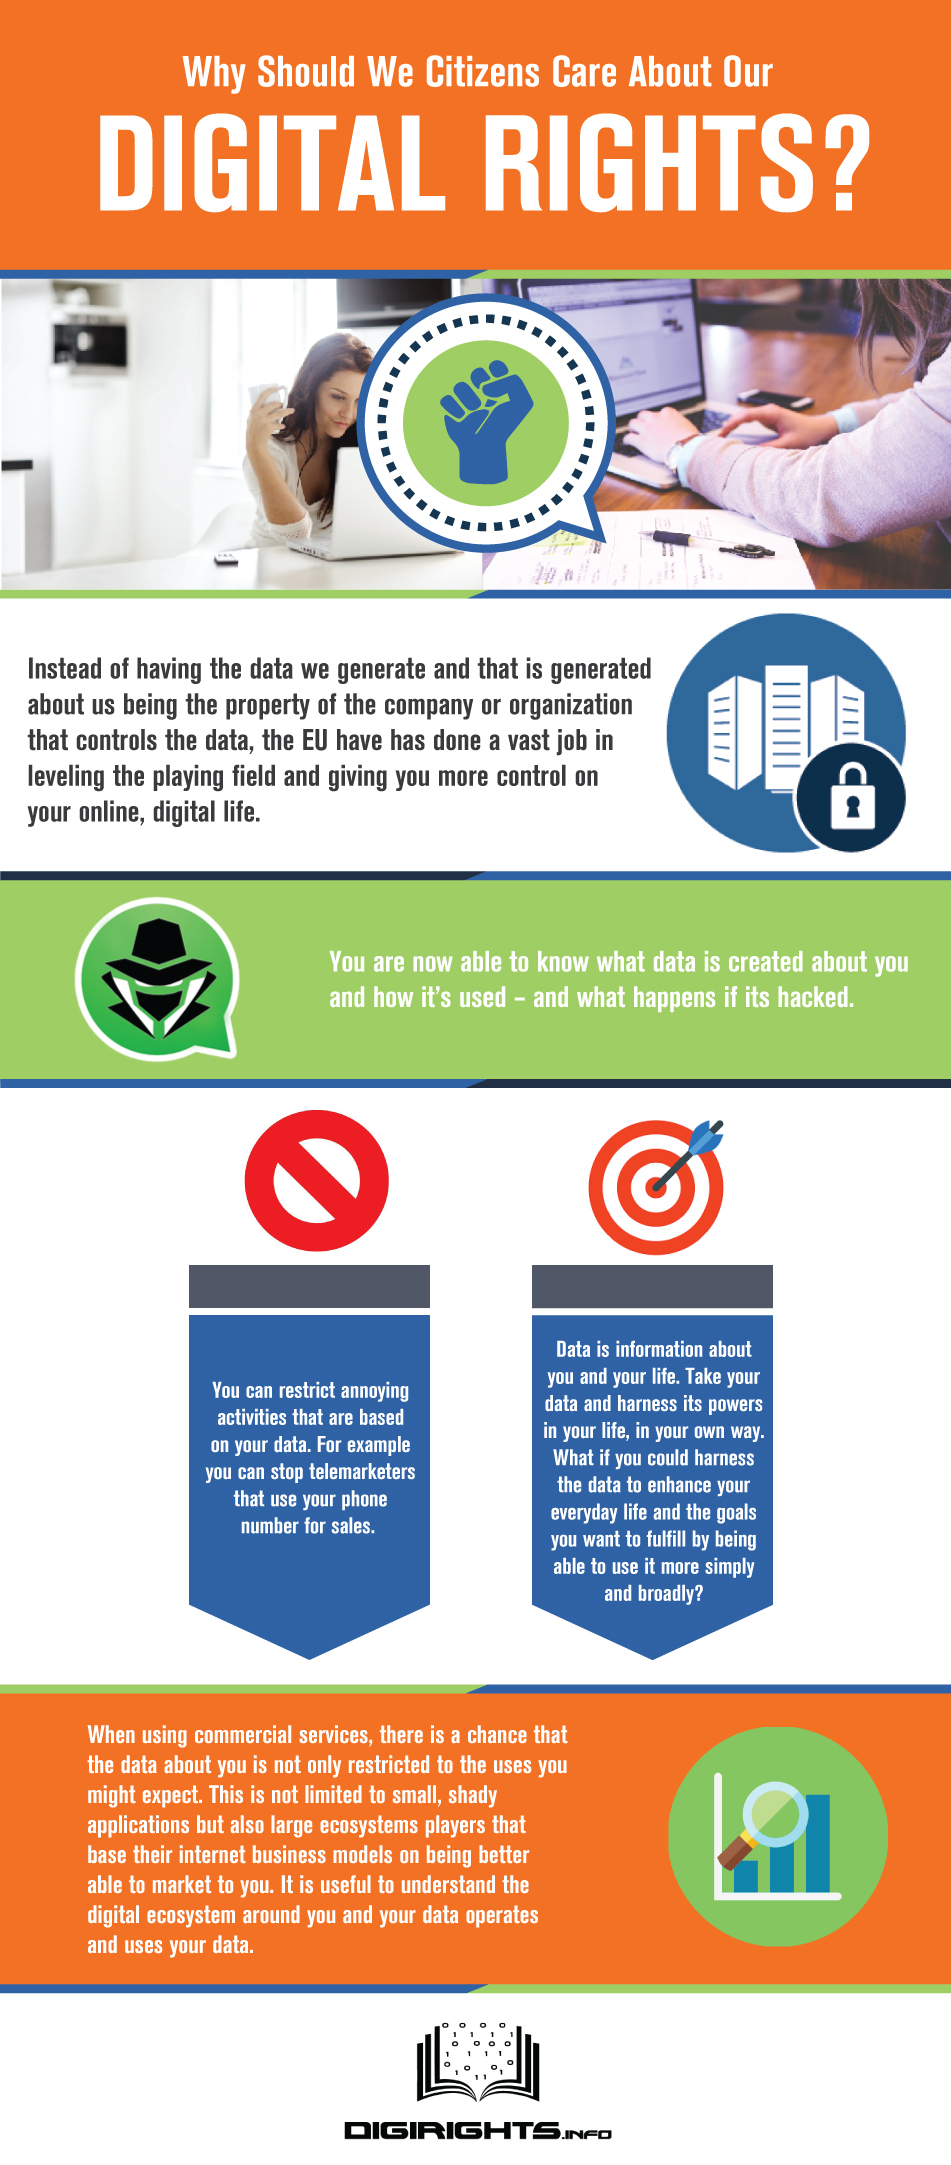 Why Should We Citizens Care About Our
DIGITAL RIGHTS?
Instead of having the data we generate and that is generated
about us being the property of the company or organization
that controls the data, the EU have has done a vast job in
leveling the playing field and giving you more control on
your online, digital life.
You are now able to know what data is created about you
and how it's used – and what happens if its hacked.
You can restrict annoying
activities that are based
on your data. For example
you can stop telemarketers
that use your phone
number for sales.
Data is information about
you and your life. Take your
data and harness its powers
in your life, in your own way.
What if you could harness
the data to enhance your
everyday life and the goals
you want to fulfill by being
able to use it more simply
and broadly?
When using commercial services, there is a chance that
the data about you is not only restricted to the uses you
might expect. This is not limited to small, shady
applications but also large ecosystems players that
base their internet business models on being better
able to market to you. It is useful to understand the
digital ecosystem around you and your data operates
and uses your data.
DIGIRIGHTS.INFO